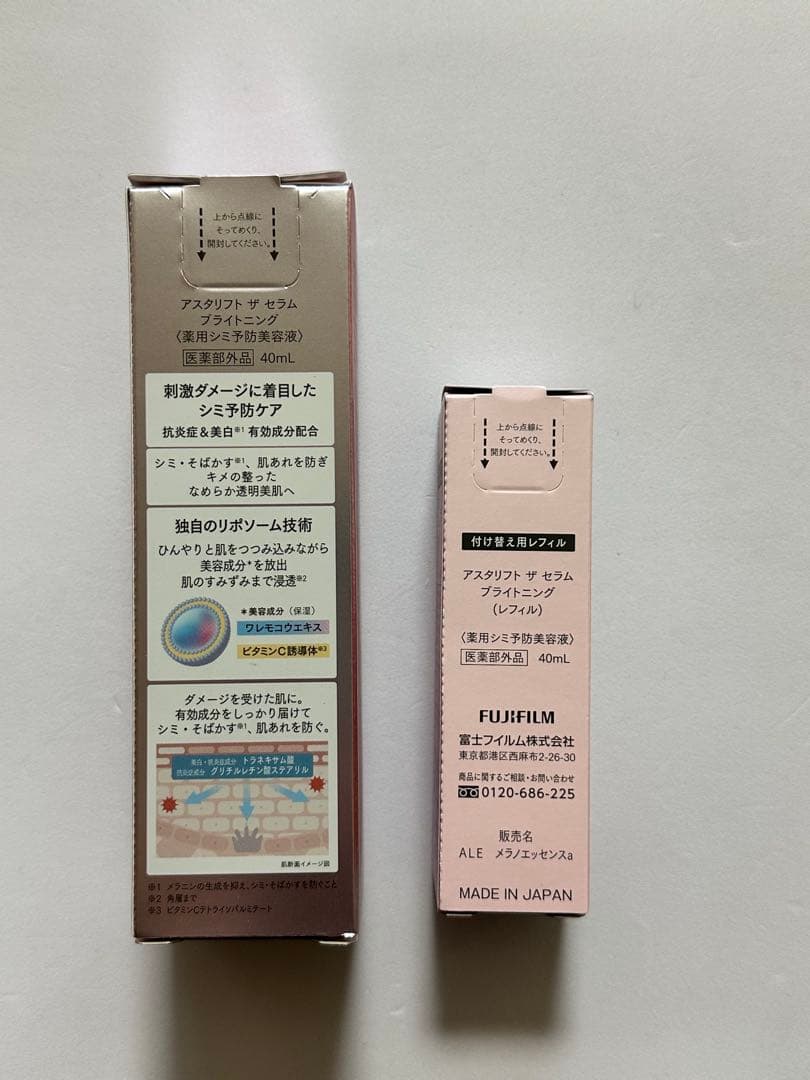 上から点線に
そってめくり、
開封してください。
アスタリフト ザ セラム
ブライトニング
〈薬用シミ予防美容液〉
医薬部外品 40mL
刺激ダメージに着目した
シミ予防ケア
抗炎症&美白※1 有効成分配合
シミ・そばかす※1、肌あれを防ぎ
キメの整った
なめらか透明美肌へ
独自のリポソーム技術
ひんやりと肌をつつみ込みながら
美容成分*を放出
肌のすみずみまで浸透※2
*美容成分(保湿)
ワレモコウエキス
ビタミンC誘導体※3
ダメージを受けた肌に。
有効成分をしっかり届けて
シミ・そばかす※1、肌あれを防ぐ。
美白・抗炎症成分 トラネキサム酸
抗炎症成分 グリチルレチン酸ステアリル
肌断面イメージ図
※1 メラニンの生成を抑え、シミ・そばかすを防ぐこと
※2 角層まで
※3 ビタミンCテトライソパルミテート
上から点線に
そってめくり、
開封してください。
付け替え用レフィル
アスタリフト ザ セラム
ブライトニング
(レフィル)
〈薬用シミ予防美容液〉
医薬部外品 40mL
FUJIFILM
富士フイルム株式会社
東京都港区西麻布2-26-30
商品に関するご相談・お問い合わせ
0120-686-225
販売名
ALE メラノエッセンスa
MADE IN JAPAN